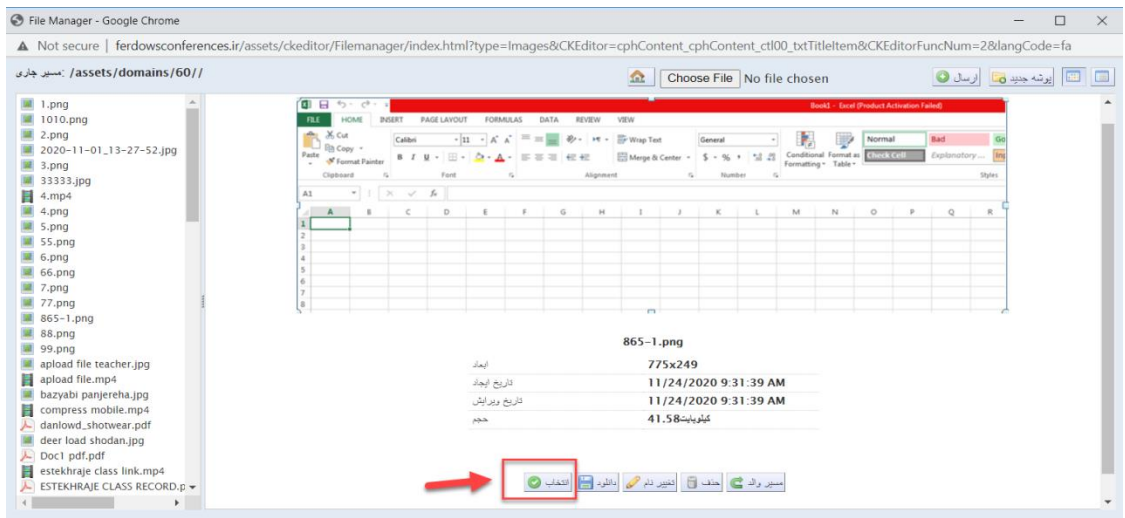 File Manager - Google Chrome
Not secure | ferdowsconferences.ir/assets/ckeditor/Filemanager/index.html?type=Images&CKEditor=cphContent_cphContent_ctl00_txtTitleItem&CKEditorFuncNum=2&langCode=fa
مسیر جاری: /assets/domains/60//
Choose File No file chosen
ارسال
پوشه جدید
1.png
1010.png
2.png
2020-11-01_13-27-52.jpg
3.png
33333.jpg
4.mp4
4.png
5.png
55.png
6.png
66.png
7.png
77.png
865-1.png
88.png
99.png
apload file teacher.jpg
apload file.mp4
bazyabi panjereha.jpg
compress mobile.mp4
danlowd_shotwear.pdf
deer load shodan.jpg
Doc1 pdf.pdf
estekhraje class link.mp4
ESTEKHRAJE CLASS RECORD.p
Book1 - Excel (Product Activation Failed)
FILE HOME INSERT PAGE LAYOUT FORMULAS DATA REVIEW VIEW
Cut
Copy
Format Painter
Paste
Clipboard
Calibri 11
B I U
Font
Wrap Text
Merge & Center
Alignment
General
$ - % ,
Number
Conditional Formatting
Format as Table
Normal Bad Go
Check Cell Explanatory ...
Styles
A1
fx
A B C D E F G H I J K L M N O P Q R
1
2
3
4
5
6
7
8
865-1.png
ابعاد 775x249
تاریخ ایجاد 11/24/2020 9:31:39 AM
تاریخ ویرایش 11/24/2020 9:31:39 AM
حجم 41.58کیلوبایت
مسیر والد
حذف
تغییر نام
دانلود
انتخاب